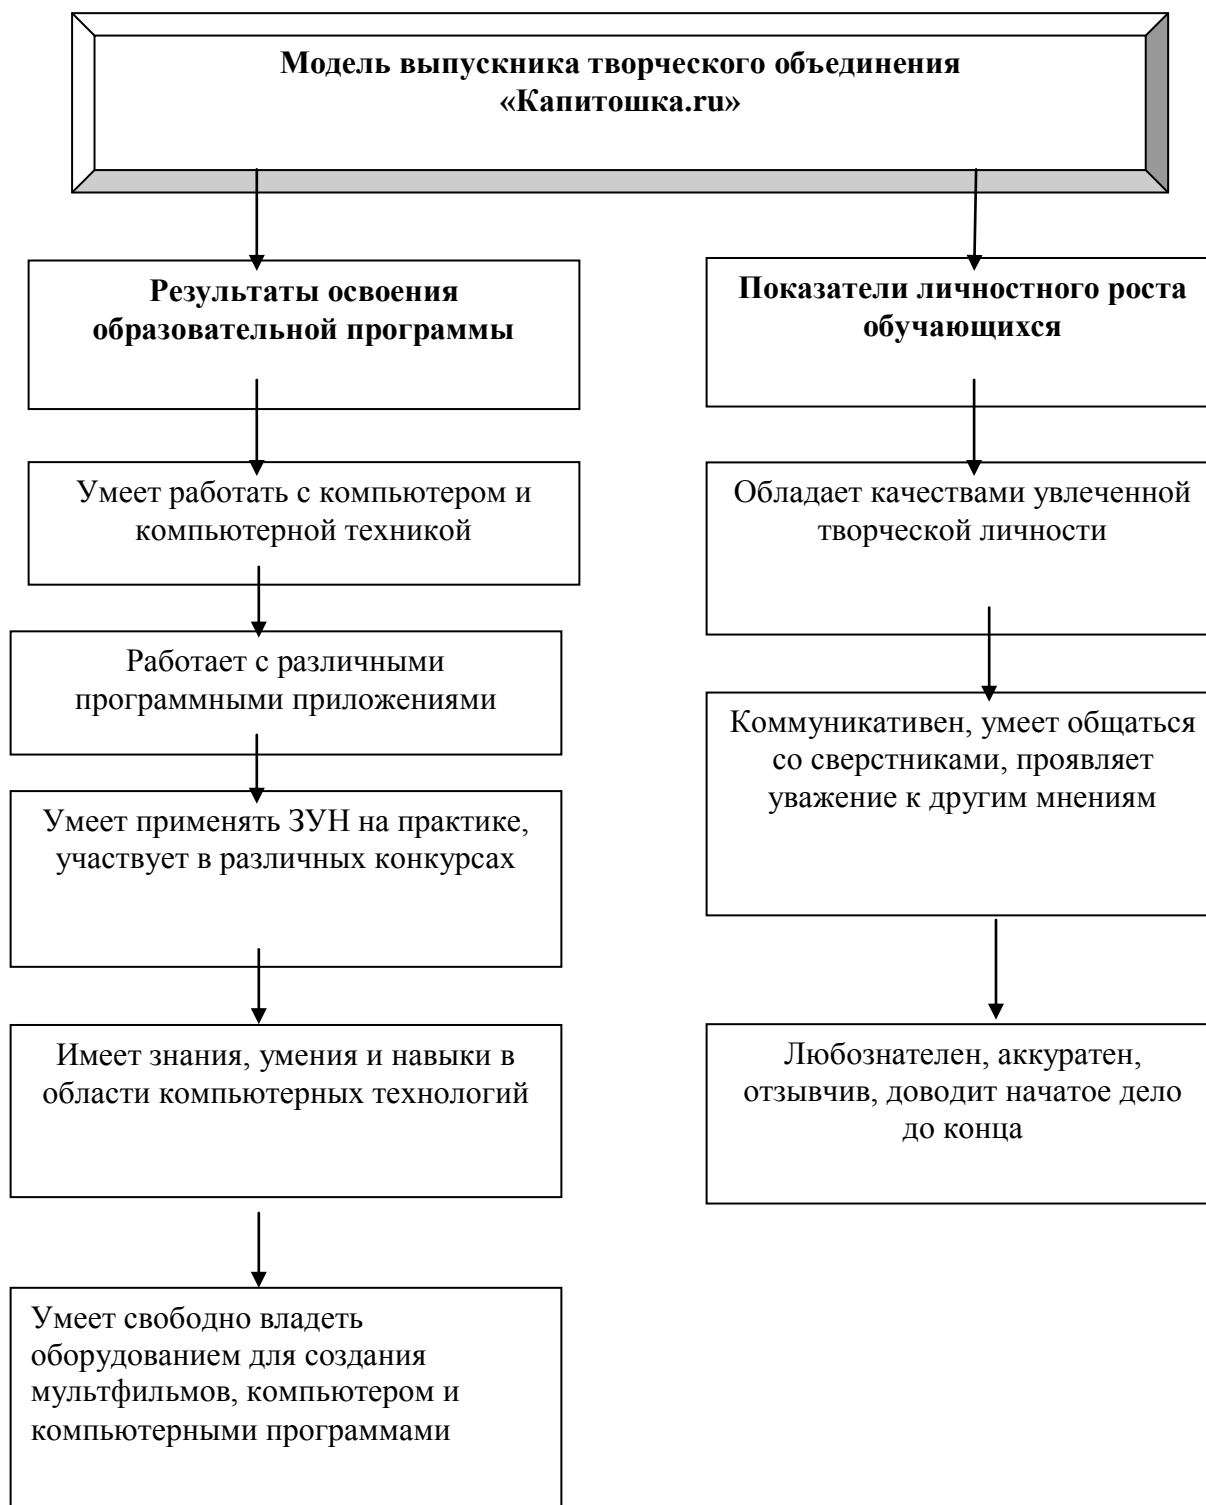 Модель выпускника творческого объединения
«Капитошка.ru»
Результаты освоения
образовательной программы
Умеет работать с компьютером и
компьютерной техникой
Работает с различными
программными приложениями
Умеет применять ЗУН на практике,
участвует в различных конкурсах
Имеет знания, умения и навыки в
области компьютерных технологий
Умеет свободно владеть
оборудованием для создания
мультфильмов, компьютером и
компьютерными программами
Показатели личностного роста
обучающихся
Обладает качествами увлеченной
творческой личности
Коммуникативен, умеет общаться
со сверстниками, проявляет
уважение к другим мнениям
Любознателен, аккуратен,
отзывчив, доводит начатое дело
до конца